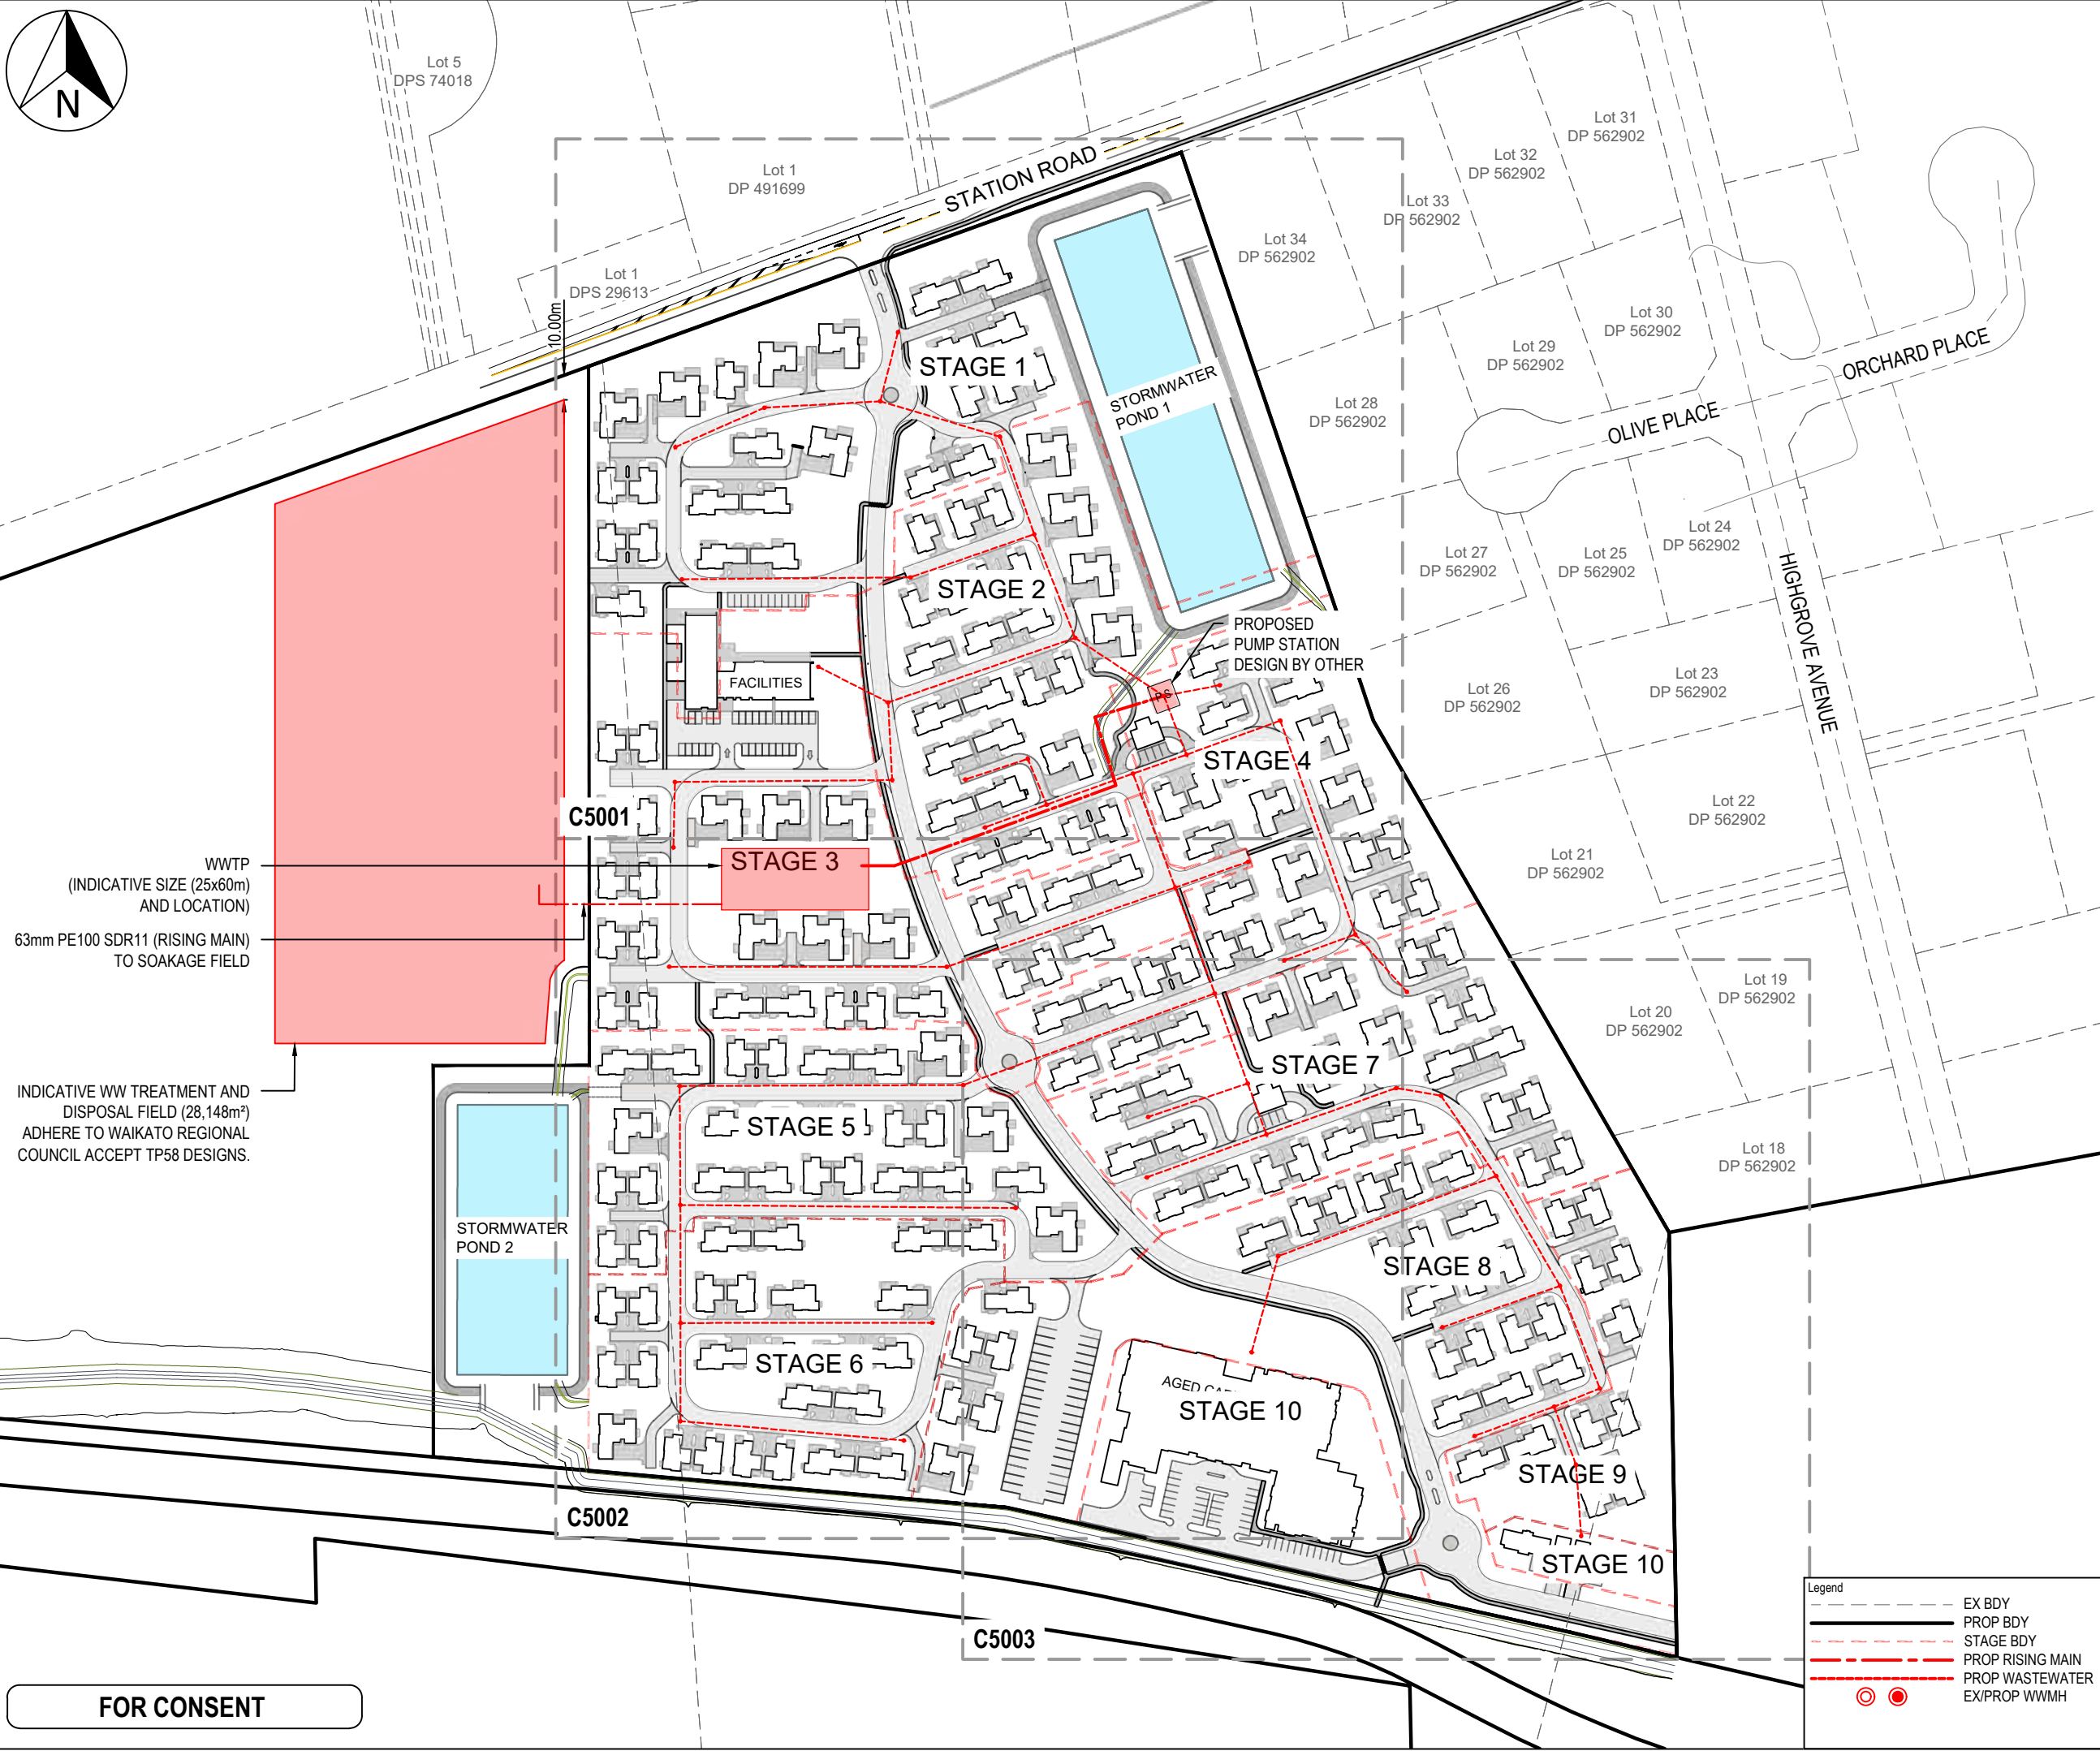 N
Lot 5
DPS 74018
Lot 1
DP 491699
STATION ROAD
Lot 1
DPS 29613
10.00m
Lot 31
DP 562902
Lot 32
DP 562902
Lot 33
DP 562902
Lot 34
DP 562902
Lot 30
DP 562902
Lot 29
DP 562902
Lot 28
DP 562902
ORCHARD PLACE
OLIVE PLACE
HIGHGROVE AVENUE
Lot 24
DP 562902
Lot 25
DP 562902
Lot 27
DP 562902
Lot 26
DP 562902
Lot 23
DP 562902
Lot 22
DP 562902
Lot 21
DP 562902
Lot 20
DP 562902
Lot 19
DP 562902
Lot 18
DP 562902
STAGE 1
STORMWATER
POND 1
STAGE 2
PROPOSED
PUMP STATION
DESIGN BY OTHER
PS
FACILITIES
STAGE 4
C5001
STAGE 3
WWTP
(INDICATIVE SIZE (25x60m)
AND LOCATION)
63mm PE100 SDR11 (RISING MAIN)
TO SOAKAGE FIELD
INDICATIVE WW TREATMENT AND
DISPOSAL FIELD (28,148m²)
ADHERE TO WAIKATO REGIONAL
COUNCIL ACCEPT TP58 DESIGNS.
STAGE 7
STAGE 5
STORMWATER
POND 2
STAGE 8
STAGE 6
AGED
STAGE 10
STAGE 9
STAGE 10
C5002
C5003
FOR CONSENT
Legend
EX BDY
PROP BDY
STAGE BDY
PROP RISING MAIN
PROP WASTEWATER
EX/PROP WWMH